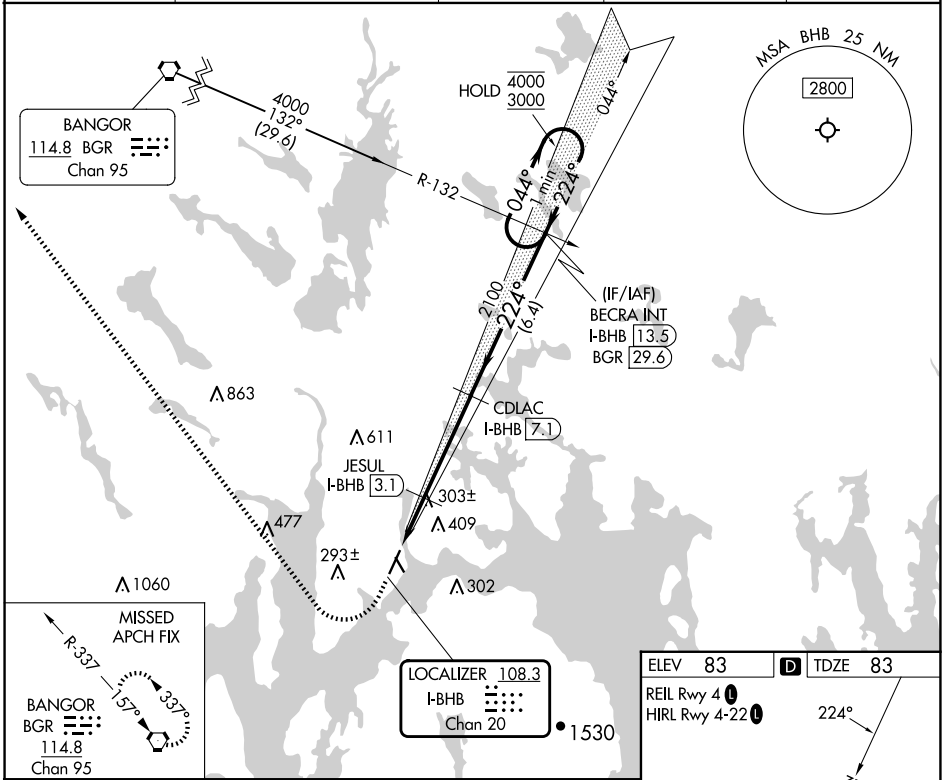 MSA BHB 25 NM
2800
HOLD 4000
3000
044°
4000
132°
(29.6)
BANGOR
114.8 BGR
Chan 95
R-132
044°
1 min
224°
2100
224°
(6.4)
(IF/IAF)
BECRA INT
I-BHB 13.5
BGR 29.6
863
CDLAC
I-BHB 7.1
611
JESUL
I-BHB 3.1
303±
409
477
293±
1060
302
MISSED
APCH FIX
R-337
157°
337°
BANGOR
BGR
114.8
Chan 95
LOCALIZER 108.3
I-BHB
Chan 20
1530
ELEV 83 D TDZE 83
REIL Rwy 4 L
HIRL Rwy 4-22 L
224°